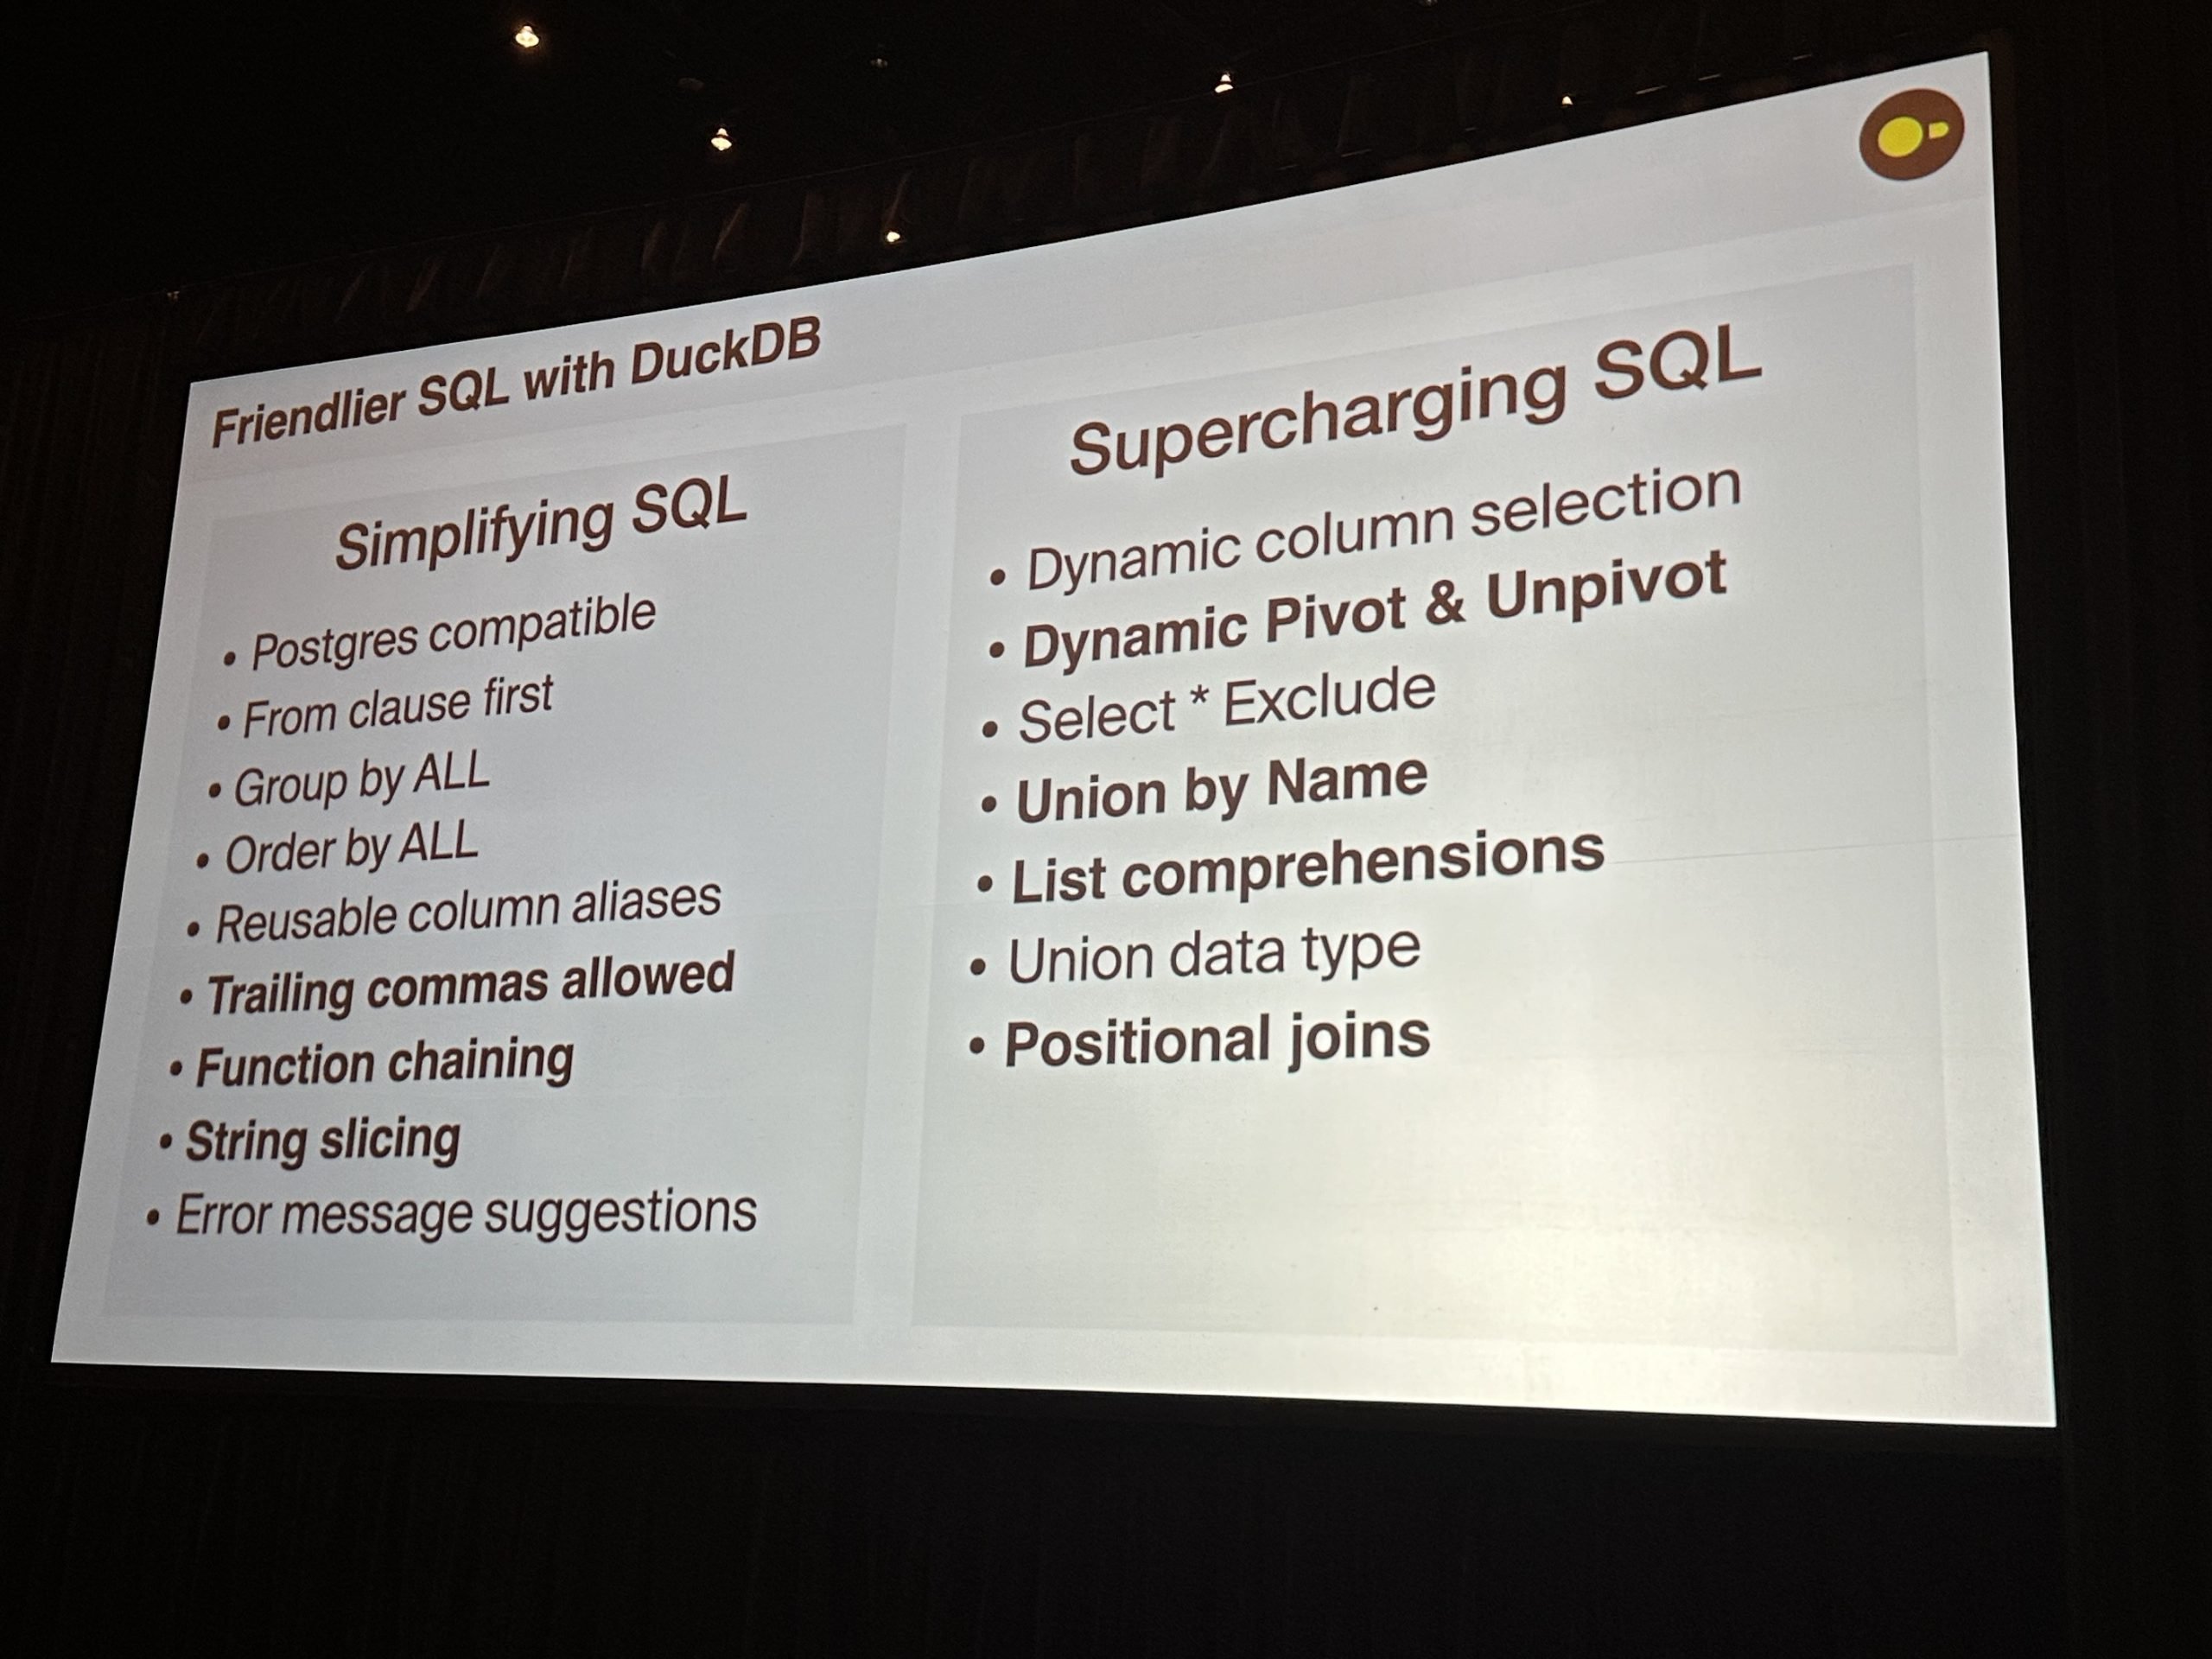 Friendlier SQL with DuckDB
Simplifying SQL
• Postgres compatible
• From clause first
• Group by ALL
• Order by ALL
• Reusable column aliases
• Trailing commas allowed
• Function chaining
• String slicing
• Error message suggestions
Supercharging SQL
• Dynamic column selection
• Dynamic Pivot & Unpivot
• Select * Exclude
• Union by Name
• List comprehensions
• Union data type
• Positional joins